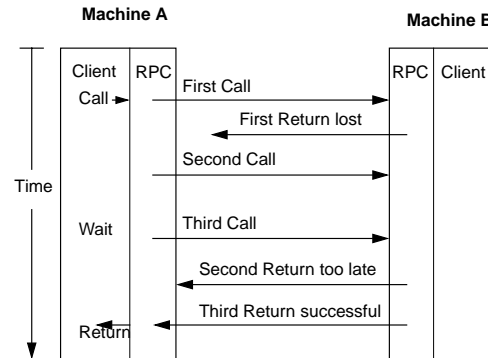 Machine A
Machine B
Client RPC
RPC Client
Call
First Call
First Return lost
Second Call
Time
Wait
Third Call
Second Return too late
Third Return successful
Return